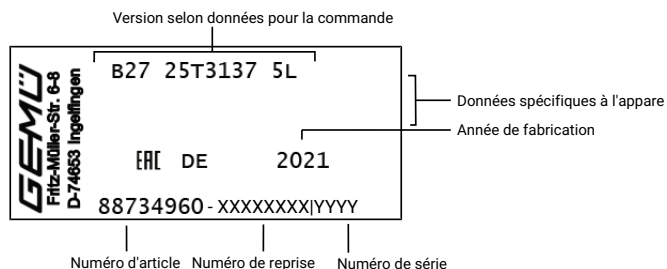 Version selon données pour la commande
GEMÜ
Fritz-Müller-Str. 6-8
D-74653 Ingelfingen
B27 25T3137 5L
Données spécifiques à l'appare
Année de fabrication
EAC DE 2021
88734960-XXXXXXXX|YYYY
Numéro d'article Numéro de reprise Numéro de série